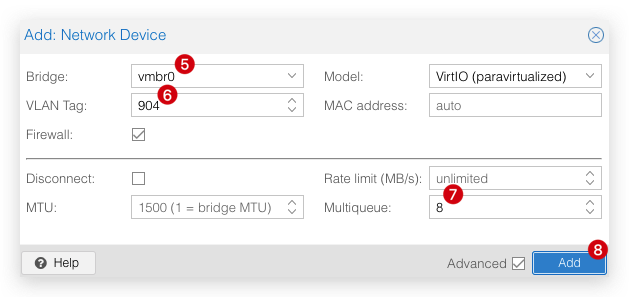 Add: Network Device
Bridge: vmbr0 5 Model: VirtIO (paravirtualized)
VLAN Tag: 904 6 MAC address: auto
Firewall:
Disconnect: Rate limit (MB/s): unlimited
MTU: 1500 (1 = bridge MTU) Multiqueue: 8 7
? Help Advanced Add 8